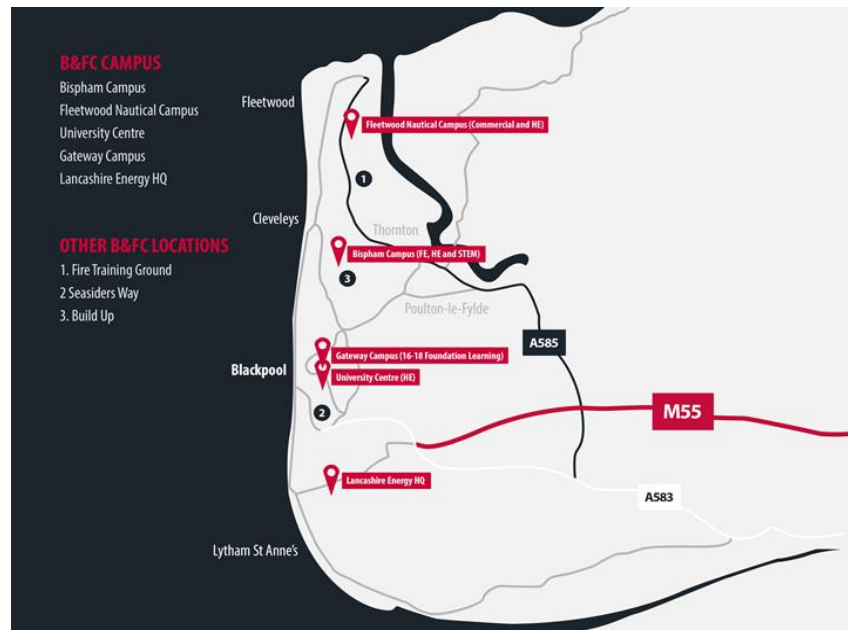 B&FC CAMPUS
Bispham Campus
Fleetwood Nautical Campus
University Centre
Gateway Campus
Lancashire Energy HQ
OTHER B&FC LOCATIONS
1. Fire Training Ground
2 Seasiders Way
3. Build Up
Fleetwood
Fleetwood Nautical Campus (Commercial and HE)
1
Cleveleys
Thornton
Bispham Campus (FE, HE and STEM)
3
Poulton-le-Fylde
A585
Gateway Campus (16-18 Foundation Learning)
Blackpool
University Centre (HE)
2
M55
Lancashire Energy HQ
A583
Lytham St Anne's